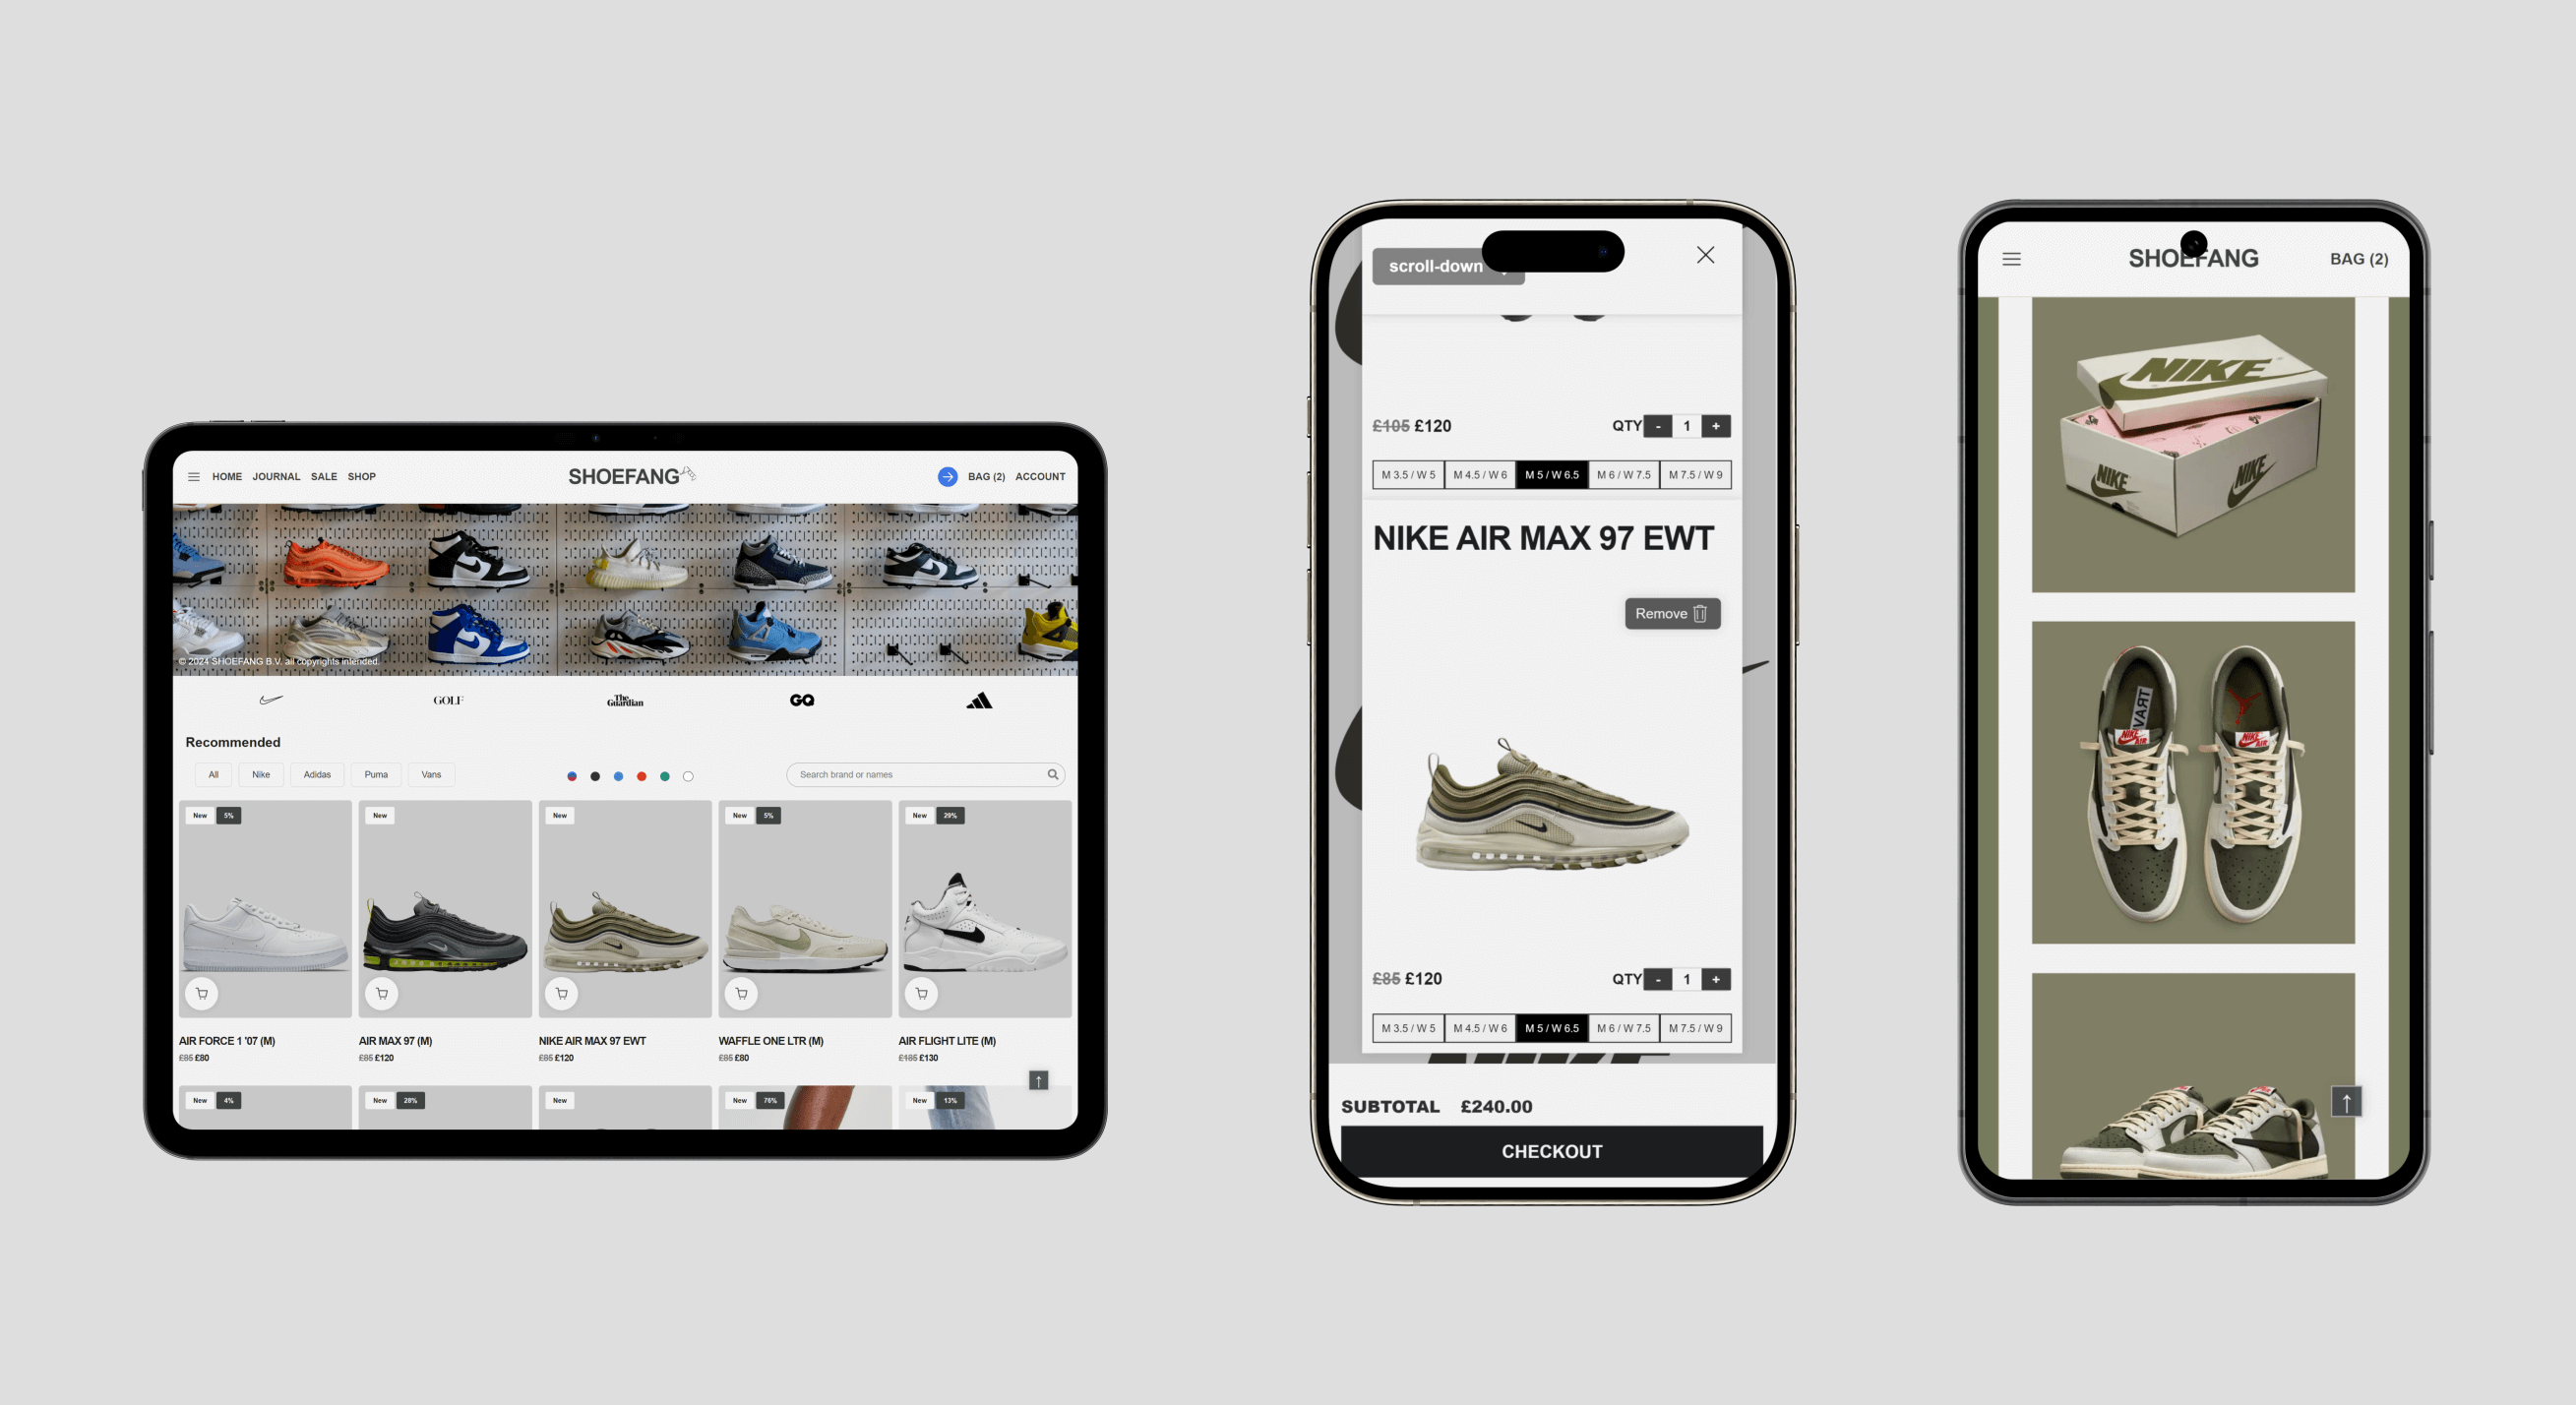 HOME JOURNAL SALE SHOP
SHOEFANG
BAG (2) ACCOUNT
© 2024 SHOEFANG B.V. all copyrights intended.
GOLF
The
Guardian
GQ
Recommended
All Nike Adidas Puma Vans
Search brand or names
New 5%
New
New
New 5%
New 29%
AIR FORCE 1 '07 (M)
£85 £80
AIR MAX 97 (M)
£85 £120
NIKE AIR MAX 97 EWT
£85 £120
WAFFLE ONE LTR (M)
£85 £80
AIR FLIGHT LITE (M)
£185 £130
New 4%
New 28%
New
New 76%
New 13%
scroll-down
£105 £120
QTY - 1 +
M 3.5 / W 5 M 4.5 / W 6 M 5 / W 6.5 M 6 / W 7.5 M 7.5 / W 9
NIKE AIR MAX 97 EWT
Remove
£85 £120
QTY - 1 +
M 3.5 / W 5 M 4.5 / W 6 M 5 / W 6.5 M 6 / W 7.5 M 7.5 / W 9
SUBTOTAL £240.00
CHECKOUT
SHOEFANG
BAG (2)
NIKE
NIKE
NIKE
NIKE
AIR
NIKE
AIR